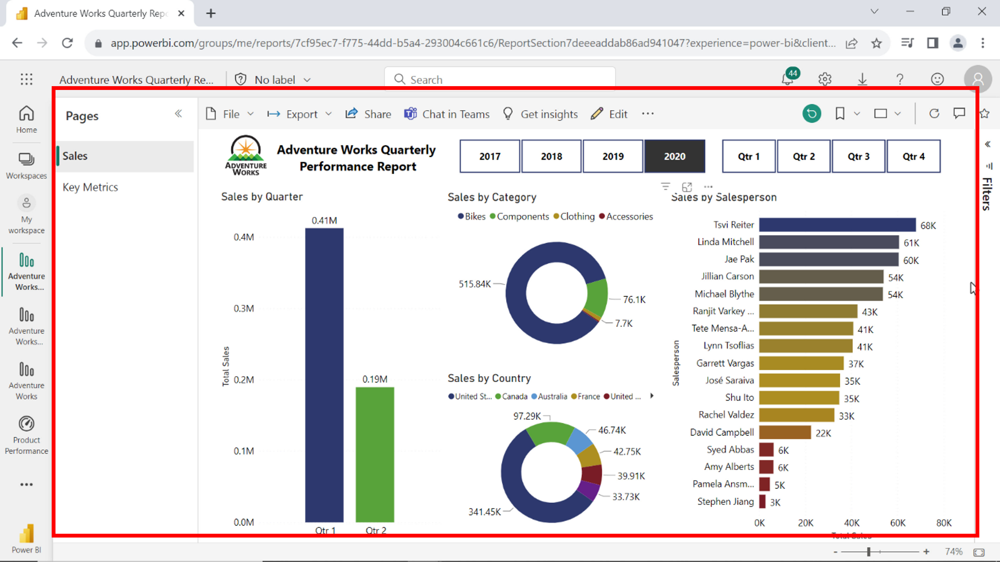 Adventure Works Quarterly Repo
app.powerbi.com/groups/me/reports/7cf95ec7-f775-44dd-b5a4-293004c661c6/ReportSection7deeeaddab86ad941047?experience=power-bi&client...
Adventure Works Quarterly Re...
No label
Search
44
Home
Workspaces
My
workspace
Adventure
Works...
Adventure
Works...
Adventure
Works
Product
Performance
Power BI
Pages
Sales
Key Metrics
File
Export
Share
Chat in Teams
Get insights
Edit
Filters
ADVENTURE
WORKS
Adventure Works Quarterly
Performance Report
2017
2018
2019
2020
Qtr 1
Qtr 2
Qtr 3
Qtr 4
Sales by Quarter
Total Sales
0.4M
0.3M
0.2M
0.1M
0.0M
0.41M
0.19M
Qtr 1
Qtr 2
Sales by Category
Bikes
Components
Clothing
Accessories
515.84K
76.1K
7.7K
Sales by Country
United St...
Canada
Australia
France
United ...
97.29K
46.74K
42.75K
39.91K
33.73K
341.45K
Sales by Salesperson
Salesperson
Tsvi Reiter 68K
Linda Mitchell 61K
Jae Pak 60K
Jillian Carson 54K
Michael Blythe 54K
Ranjit Varkey ... 43K
Tete Mensa-A... 41K
Lynn Tsoflias 41K
Garrett Vargas 37K
José Saraiva 35K
Shu Ito 35K
Rachel Valdez 33K
David Campbell 22K
Syed Abbas 6K
Amy Alberts 6K
Pamela Ansm... 5K
Stephen Jiang 3K
0K 20K 40K 60K 80K
Total Sales
74%